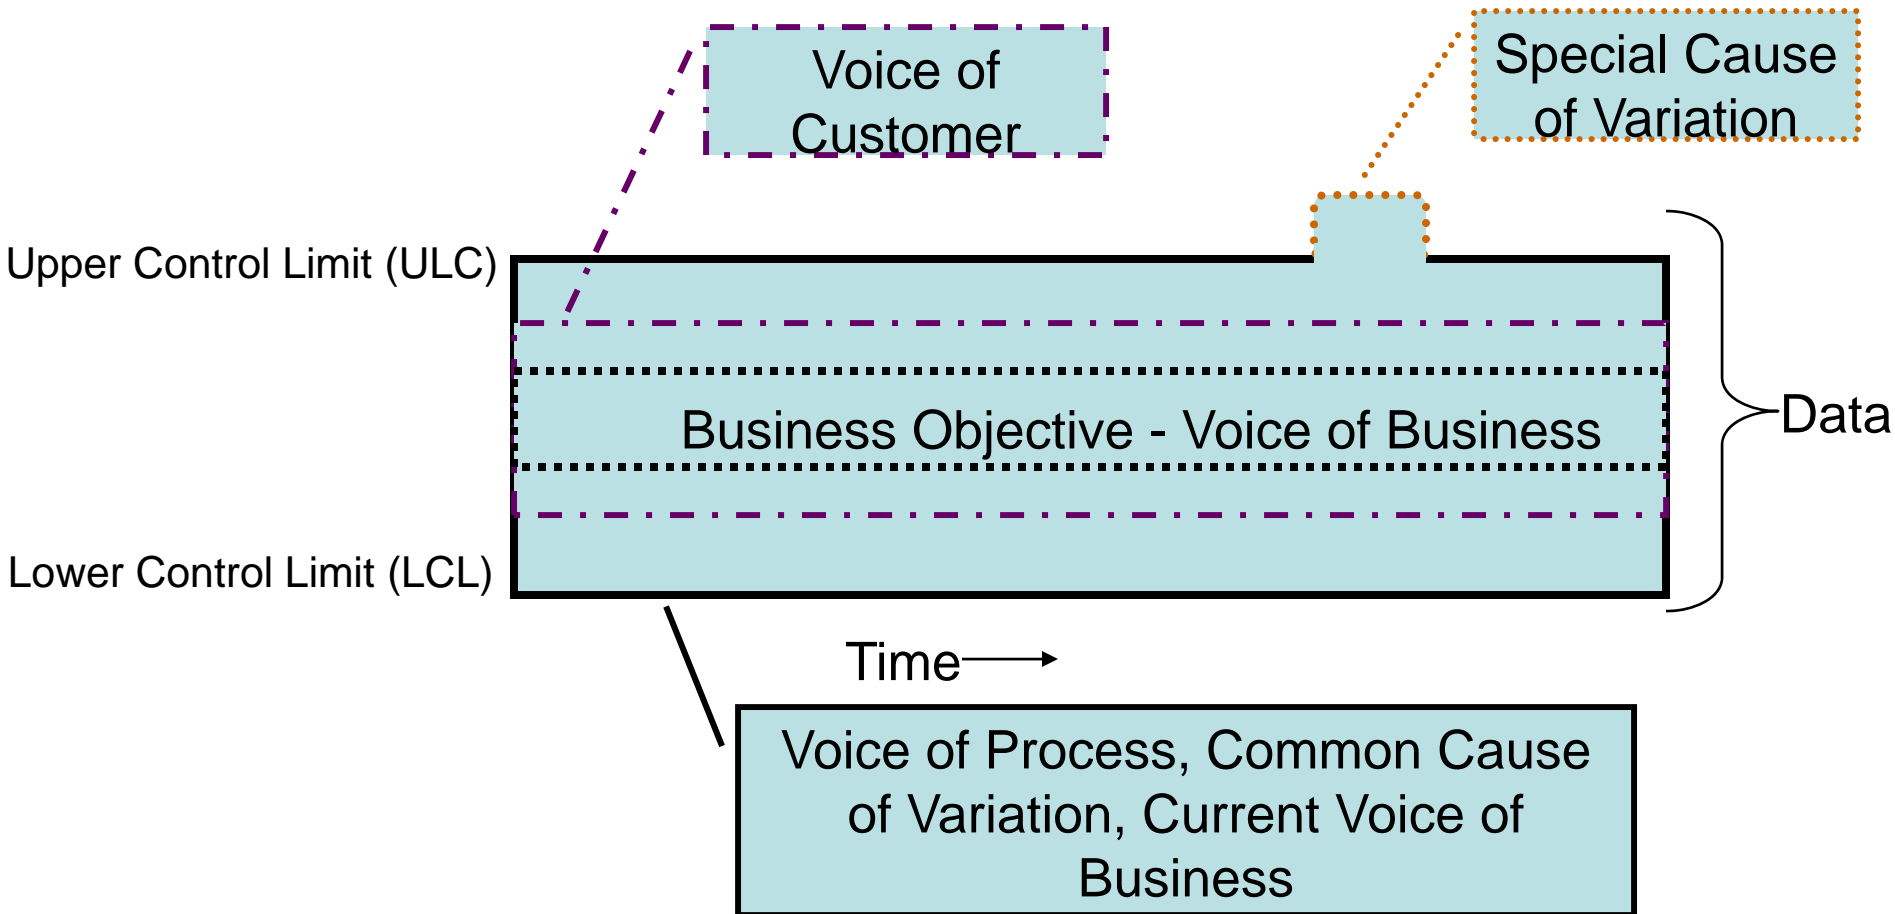 Voice of
Customer
Special Cause
of Variation
Upper Control Limit (ULC)
Business Objective - Voice of Business
Data
Lower Control Limit (LCL)
Time
Voice of Process, Common Cause
of Variation, Current Voice of
Business